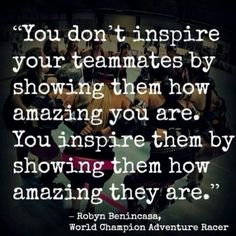 “You don't inspire
your teammates by
showing them how
amazing you are.
You inspire them by
showing them how
amazing they are.”
– Robyn Benincasa,
World Champion Adventure Racer